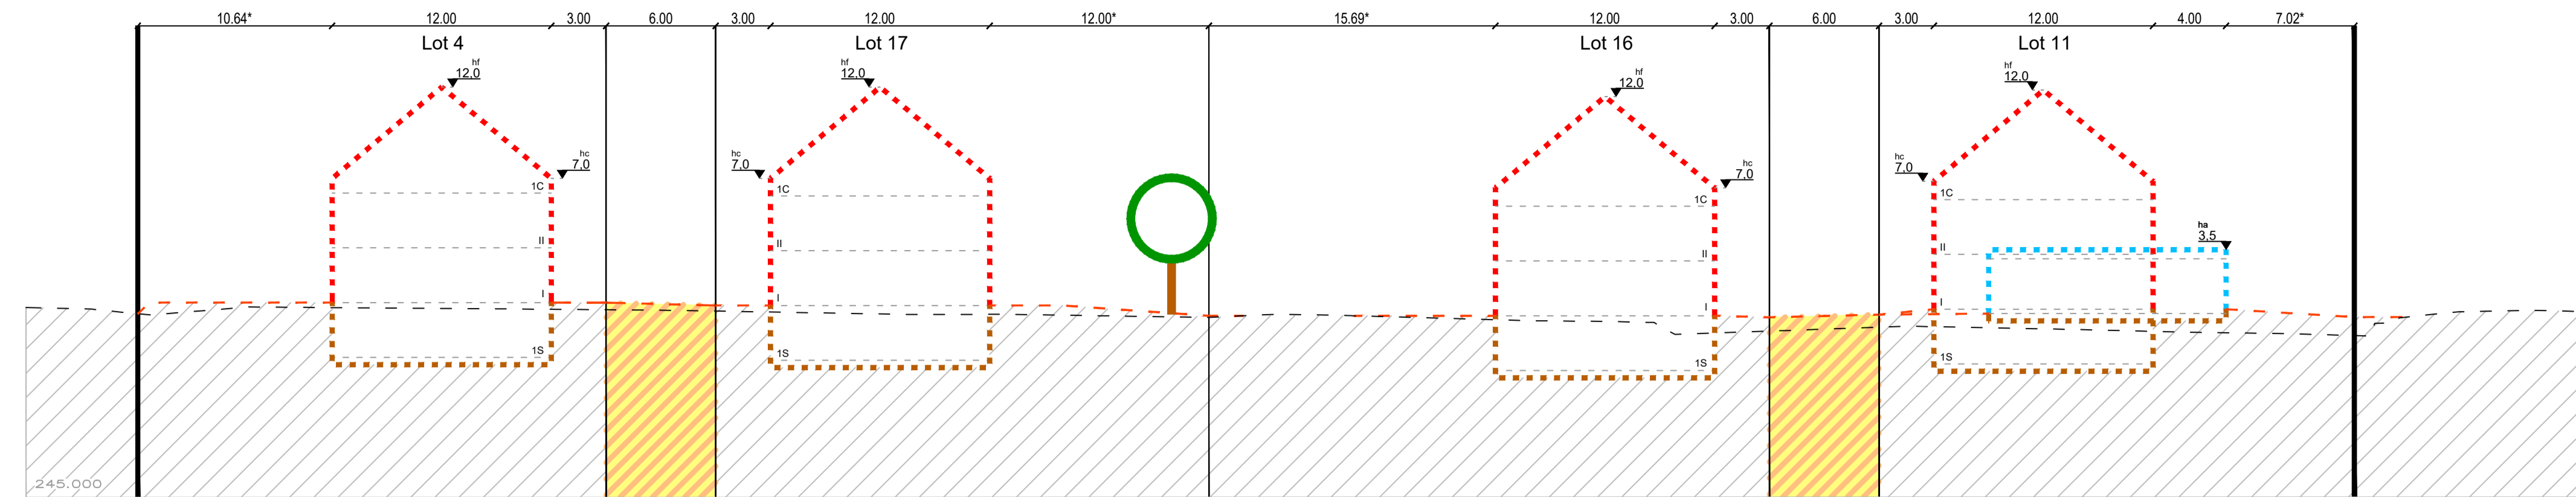 10.64* 12.00 3.00 6.00 3.00 12.00 12.00* 15.69* 12.00 3.00 6.00 3.00 12.00 4.00 7.02*
Lot 4 Lot 17 Lot 16 Lot 11
hf hf hf hf
12,0 12,0 12,0 12,0
hc hc hc hc
7,0 7,0 7,0 7,0
1C 1C 1C 1C
ha
3,5
II II II II
I I I I
1S 1S 1S 1S
245.000